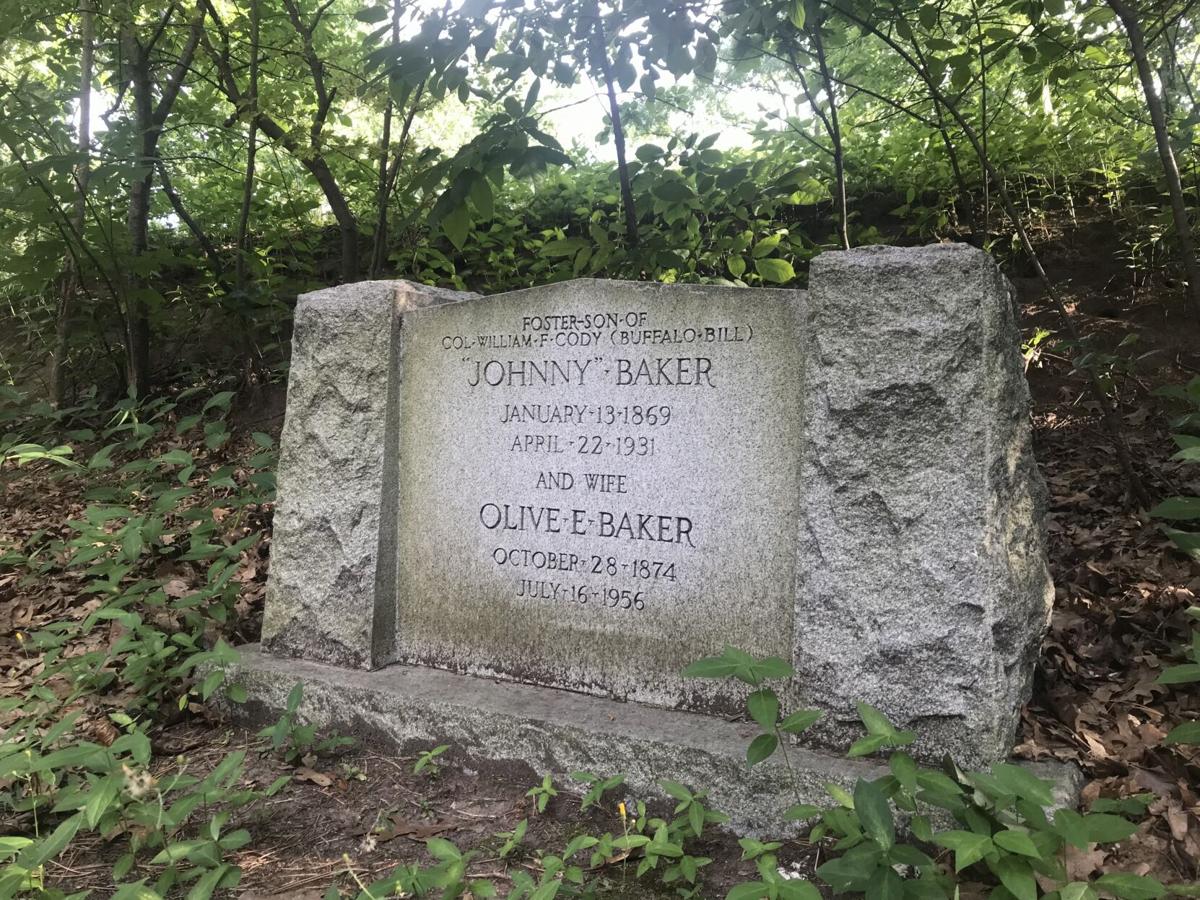 FOSTER-SON-OF
COL-WILLIAM-F-CODY (BUFFALO-BILL)
"JOHNNY"-BAKER
JANUARY-13-1869
APRIL-22-1931
AND WIFE
OLIVE-E-BAKER
OCTOBER-28-1874
JULY-16-1956